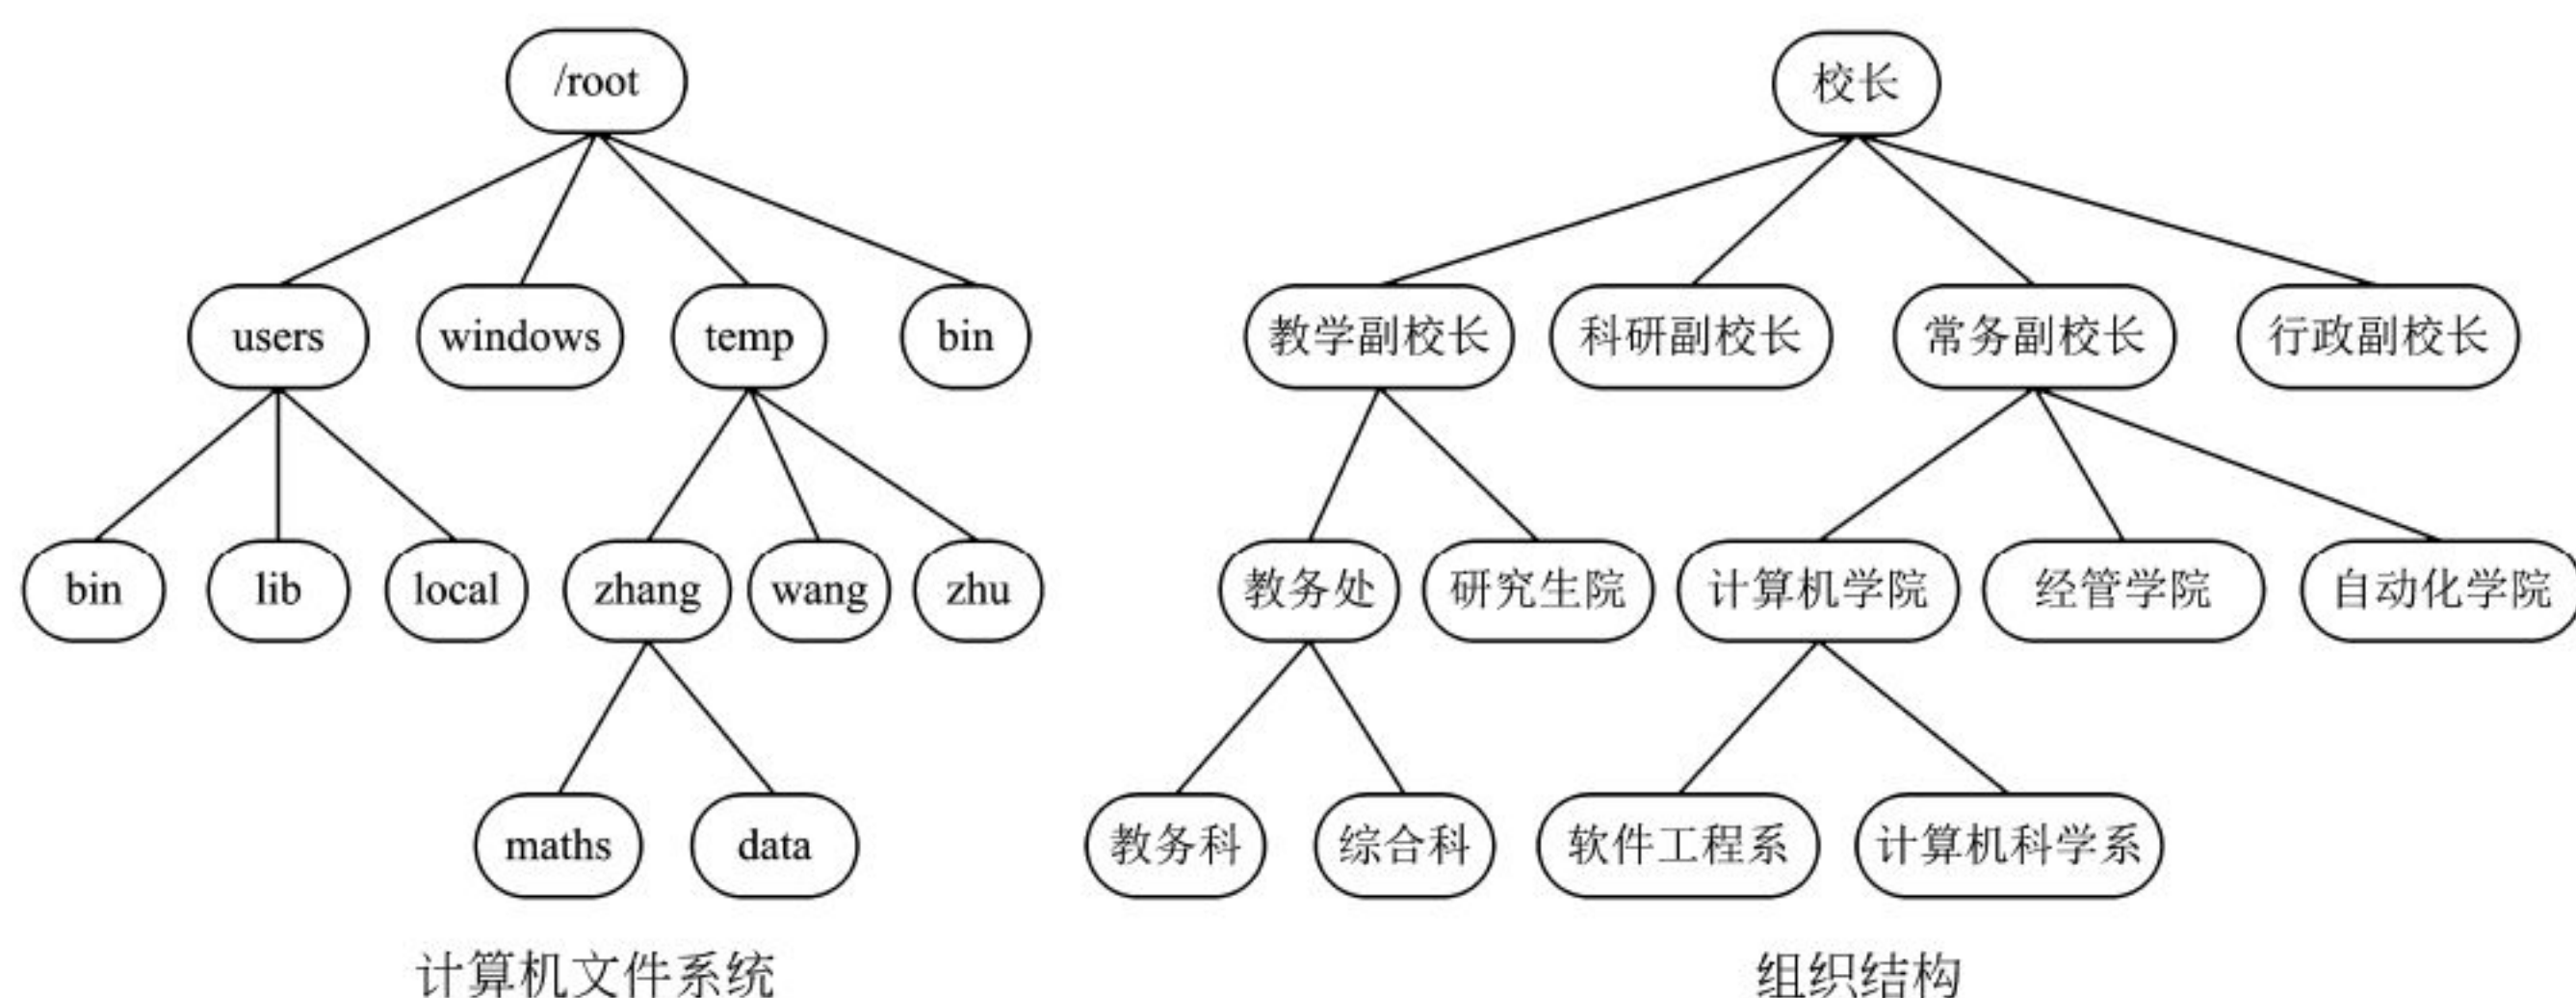 /root
users
windows
temp
bin
bin
lib
local
zhang
wang
zhu
maths
data
计算机文件系统
校长
教学副校长
科研副校长
常务副校长
行政副校长
教务处
研究生院
计算机学院
经管学院
自动化学院
教务科
综合科
软件工程系
计算机科学系
组织结构